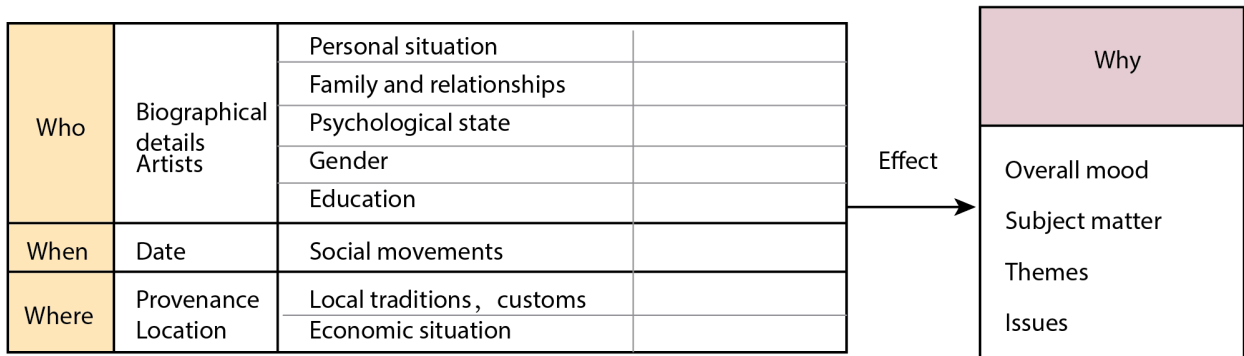 Who
Biographical
details
Artists
Personal situation
Family and relationships
Psychological state
Gender
Education
When
Date
Social movements
Where
Provenance
Location
Local traditions，customs
Economic situation
Effect
Why
Overall mood
Subject matter
Themes
Issues